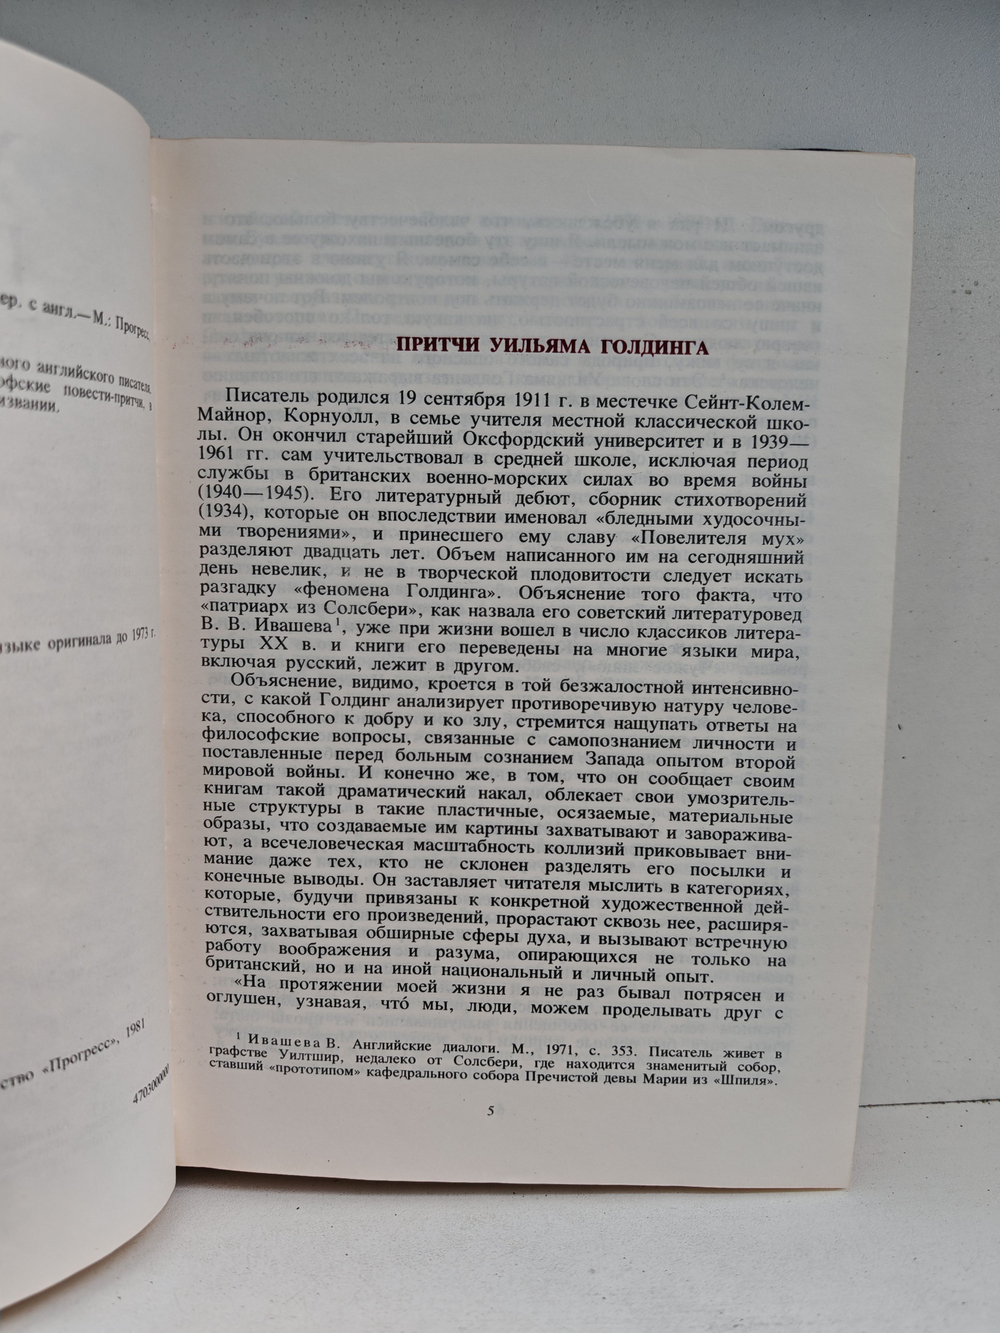 ер. с англ.—М.: Прогресс,
ного английского писателя.
офские повести-притчи, в
извании.
языке оригинала до 1973 г.
ство «Прогресс», 1981
470300000
ПРИТЧИ УИЛЬЯМА ГОЛДИНГА
Писатель родился 19 сентября 1911 г. в местечке Сейнт-Колем-
Майнор, Корнуолл, в семье учителя местной классической шко-
лы. Он окончил старейший Оксфордский университет и в 1939—
1961 гг. сам учительствовал в средней школе, исключая период
службы в британских военно-морских силах во время войны
(1940—1945). Его литературный дебют, сборник стихотворений
(1934), которые он впоследствии именовал «бледными худосочны-
ми творениями», и принесшего ему славу «Повелителя мух»
разделяют двадцать лет. Объем написанного им на сегодняшний
день невелик, и не в творческой плодовитости следует искать
разгадку «феномена Голдинга». Объяснение того факта, что
«патриарх из Солсбери», как назвала его советский литературовед
В. В. Ивашева¹, уже при жизни вошел в число классиков литера-
туры XX в. и книги его переведены на многие языки мира,
включая русский, лежит в другом.
Объяснение, видимо, кроется в той безжалостной интенсивно-
сти, с какой Голдинг анализирует противоречивую натуру челове-
ка, способного к добру и ко злу, стремится нащупать ответы на
философские вопросы, связанные с самопознанием личности и
поставленные перед больным сознанием Запада опытом второй
мировой войны. И конечно же, в том, что он сообщает своим
книгам такой драматический накал, облекает свои умозритель-
ные структуры в такие пластичные, осязаемые, материальные
образы, что создаваемые им картины захватывают и заворажива-
ют, а всечеловеческая масштабность коллизий приковывает вни-
мание даже тех, кто не склонен разделять его посылки и
конечные выводы. Он заставляет читателя мыслить в категориях,
которые, будучи привязаны к конкретной художественной дей-
ствительности его произведений, прорастают сквозь нее, расширя-
ются, захватывая обширные сферы духа, и вызывают встречную
работу воображения и разума, опирающихся не только на
британский, но и на иной национальный и личный опыт.
«На протяжении моей жизни я не раз бывал потрясен и
оглушен, узнавая, что́ мы, люди, можем проделывать друг с
¹ Ивашева В. Английские диалоги. М., 1971, с. 353. Писатель живет в
графстве Уилтшир, недалеко от Солсбери, где находится знаменитый собор,
ставший «прототипом» кафедрального собора Пречистой девы Марии из «Шпиля».
5